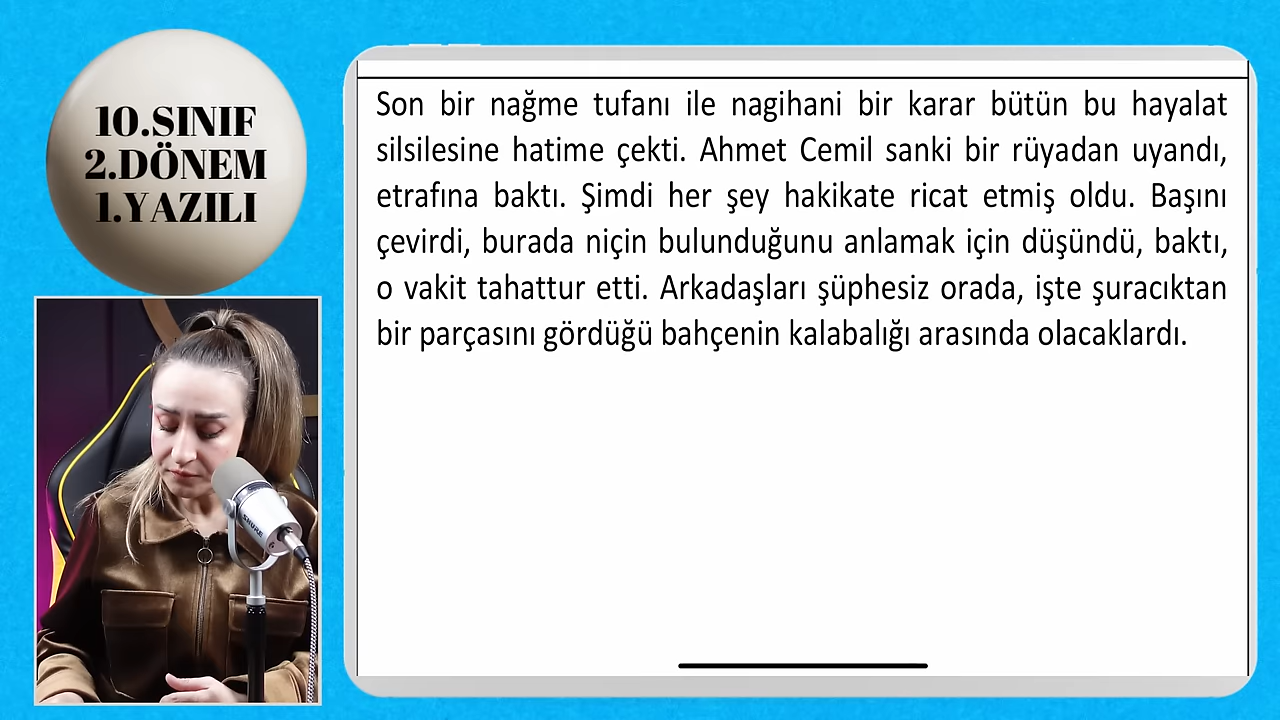 10.SINIF
2.DÖNEM
1.YAZILI
Son bir nağme tufanı ile nagihani bir karar bütün bu hayalat
silsilesine hatime çekti. Ahmet Cemil sanki bir rüyadan uyandı,
etrafına baktı. Şimdi her şey hakikate ricat etmiş oldu. Başını
çevirdi, burada niçin bulunduğunu anlamak için düşündü, baktı,
o vakit tahattur etti. Arkadaşları şüphesiz orada, işte şuracıktan
bir parçasını gördüğü bahçenin kalabalığı arasında olacaklardı.
SHURE